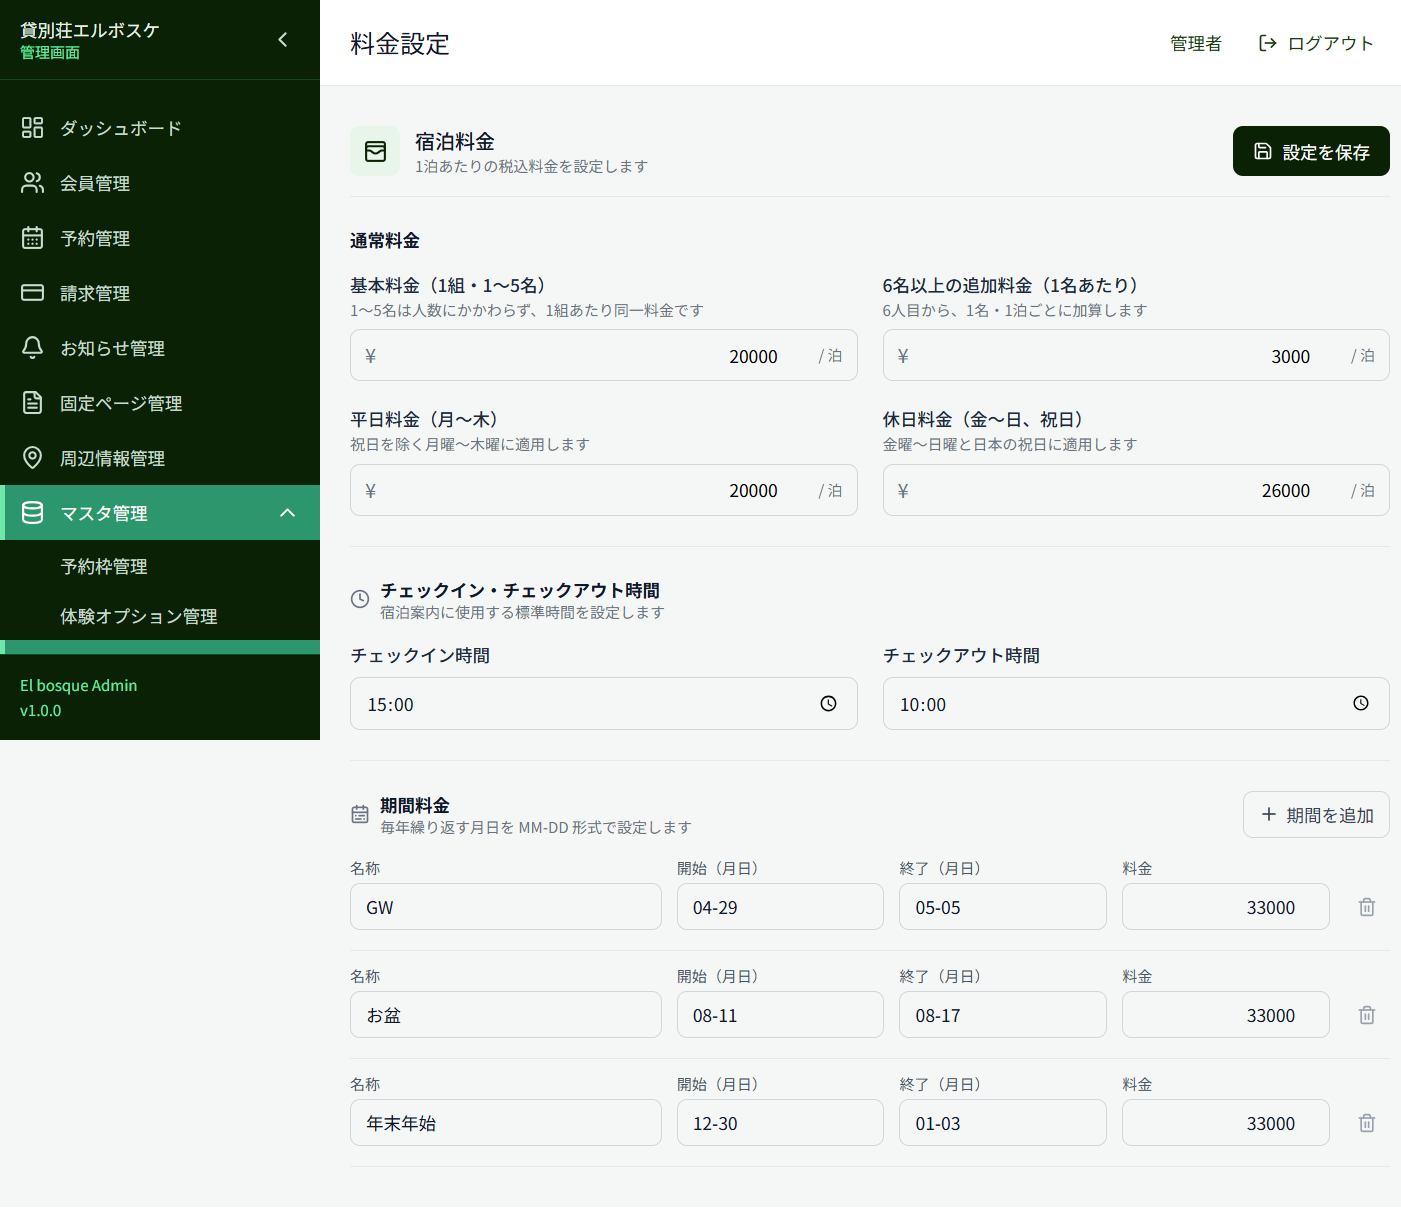 貸別荘エルボスケ
管理画面
ダッシュボード
会員管理
予約管理
請求管理
お知らせ管理
固定ページ管理
周辺情報管理
マスタ管理
予約枠管理
体験オプション管理
El bosque Admin
v1.0.0
料金設定
管理者
ログアウト
宿泊料金
1泊あたりの税込料金を設定します
設定を保存
通常料金
基本料金（1組・1〜5名）
1〜5名は人数にかかわらず、1組あたり同一料金です
¥ 20000 / 泊
6名以上の追加料金（1名あたり）
6人目から、1名・1泊ごとに加算します
¥ 3000 / 泊
平日料金（月〜木）
祝日を除く月曜〜木曜に適用します
¥ 20000 / 泊
休日料金（金〜日、祝日）
金曜〜日曜と日本の祝日に適用します
¥ 26000 / 泊
チェックイン・チェックアウト時間
宿泊案内に使用する標準時間を設定します
チェックイン時間
15:00
チェックアウト時間
10:00
期間料金
毎年繰り返す月日を MM-DD 形式で設定します
期間を追加
名称 開始（月日） 終了（月日） 料金
GW 04-29 05-05 33000
名称 開始（月日） 終了（月日） 料金
お盆 08-11 08-17 33000
名称 開始（月日） 終了（月日） 料金
年末年始 12-30 01-03 33000